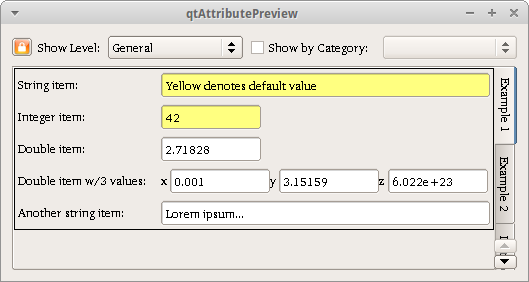 qtAttributePreview
Show Level: General Show by Category:
String item: Yellow denotes default value
Integer item: 42
Double item: 2.71828
Double item w/3 values: x 0.001 y 3.15159 z 6.022e+23
Another string item: Lorem ipsum...
Example 1
Example 2